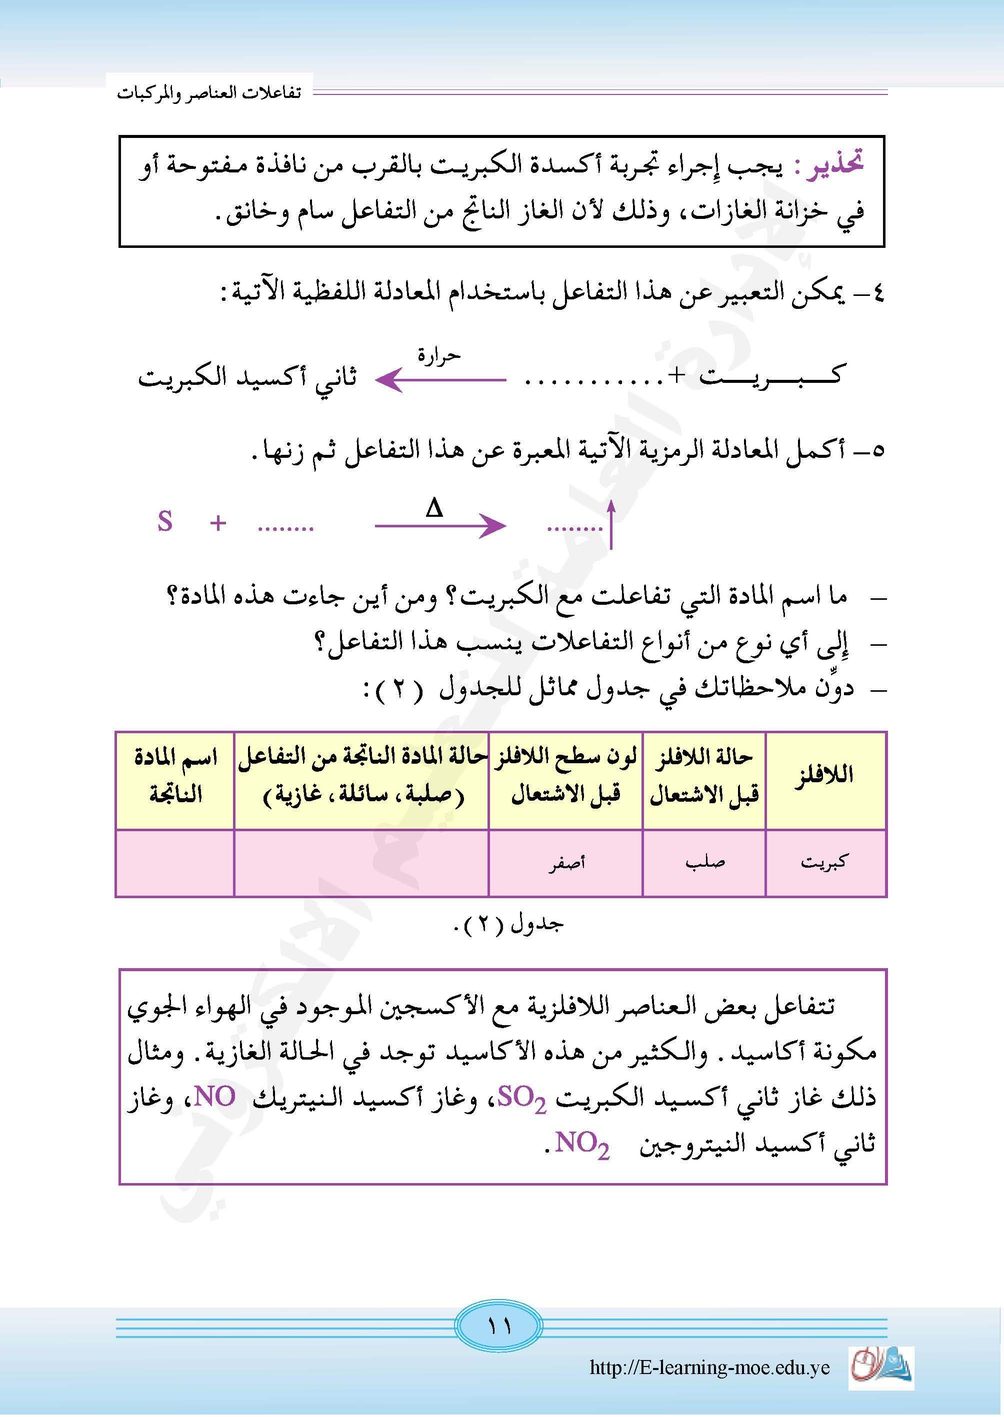 تفاعلات العناصر والمركبات
تحذير : يجب إجراء تجربة أكسدة الكبريت بالقرب من نافذة مفتوحة أو
في خزانة الغازات، وذلك لأن الغاز الناتج من التفاعل سام وخانق.
٤- يمكن التعبير عن هذا التفاعل باستخدام المعادلة اللفظية الآتية:
حرارة
كـــبـــريـــت +........... ثاني أكسيد الكبريت
٥- أكمل المعادلة الرمزية الآتية المعبرة عن هذا التفاعل ثم زنها.
Δ
S + ........ → ........↑
- ما اسم المادة التي تفاعلت مع الكبريت؟ ومن أين جاءت هذه المادة؟
- إلى أي نوع من أنواع التفاعلات ينسب هذا التفاعل؟
- دوِّن ملاحظاتك في جدول مماثل للجدول (٢):
اللافلز حالة اللافلز لون سطح اللافلز حالة المادة الناتجة من التفاعل اسم المادة
قبل الاشتعال قبل الاشتعال (صلبة، سائلة، غازية) الناتجة
كبريت صلب أصفر
جدول (٢).
تتفاعل بعض العناصر اللافلزية مع الأكسجين الموجود في الهواء الجوي
مكونة أكاسيد. والكثير من هذه الأكاسيد توجد في الحالة الغازية. ومثال
ذلك غاز ثاني أكسيد الكبريت SO2، وغاز أكسيد النيتريك NO، وغاز
ثاني أكسيد النيتروجين NO2.
الإدارة العامة للتعليم الالكتروني
١١
http://E-learning-moe.edu.ye